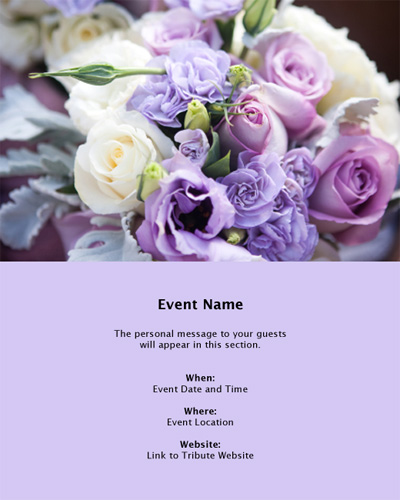 Event Name
The personal message to your guests
will appear in this section.
When:
Event Date and Time
Where:
Event Location
Website:
Link to Tribute Website